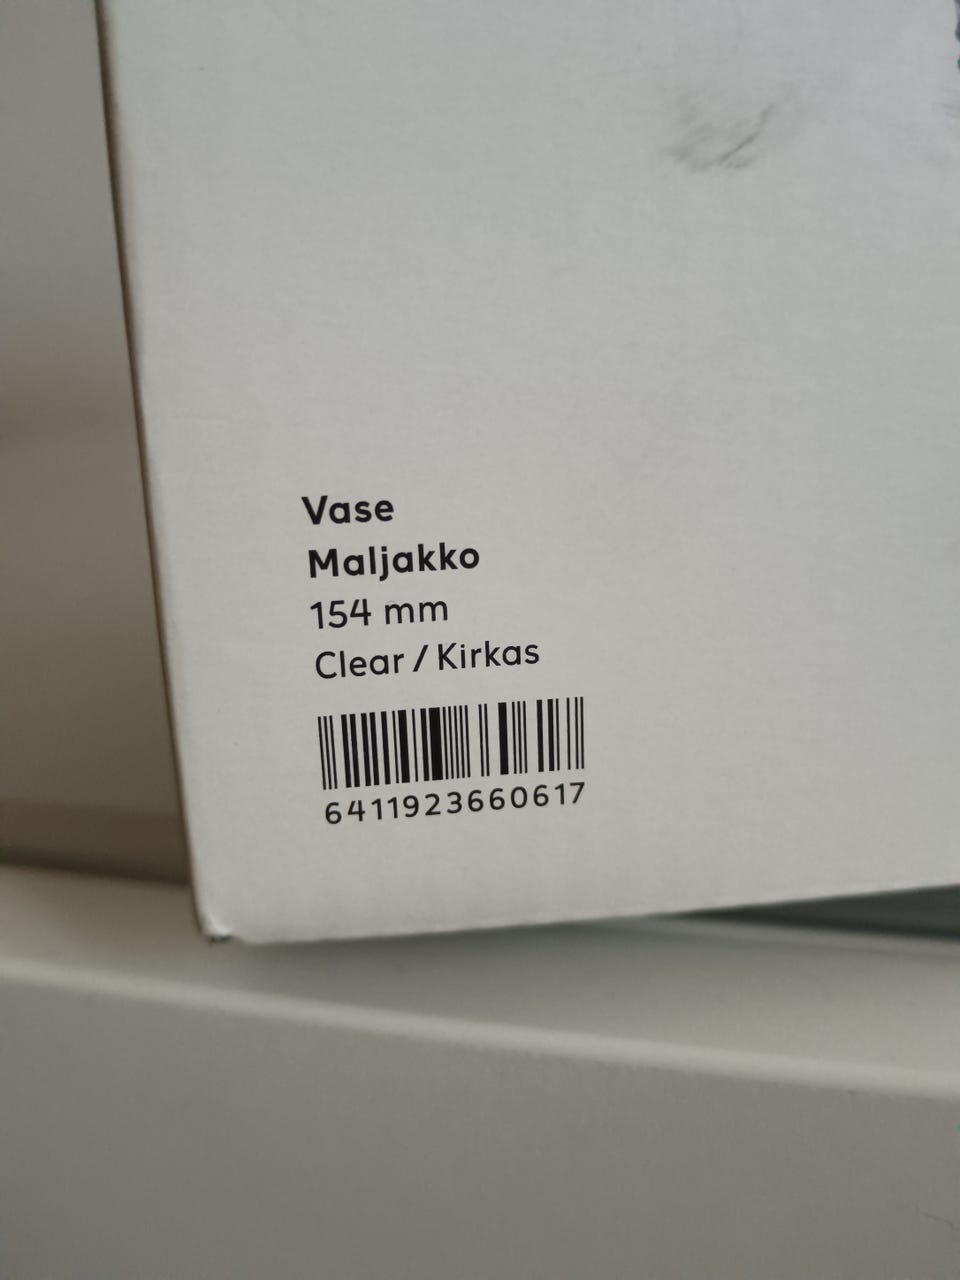 Vase
Maljakko
154 mm
Clear / Kirkas
6411923660617